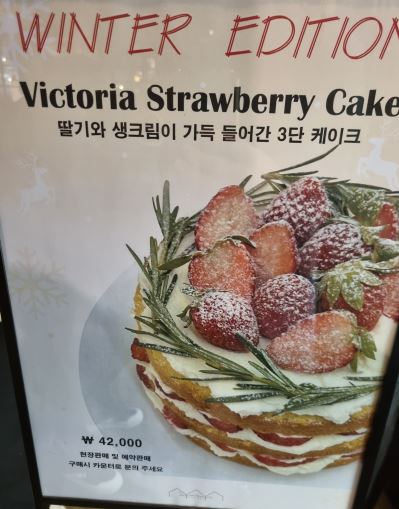 WINTER EDITION
Victoria Strawberry Cake
딸기와 생크림이 가득 들어간 3단 케이크
₩ 42,000
현장판매 및 예약판매
구매시 카운터로 문의 주세요